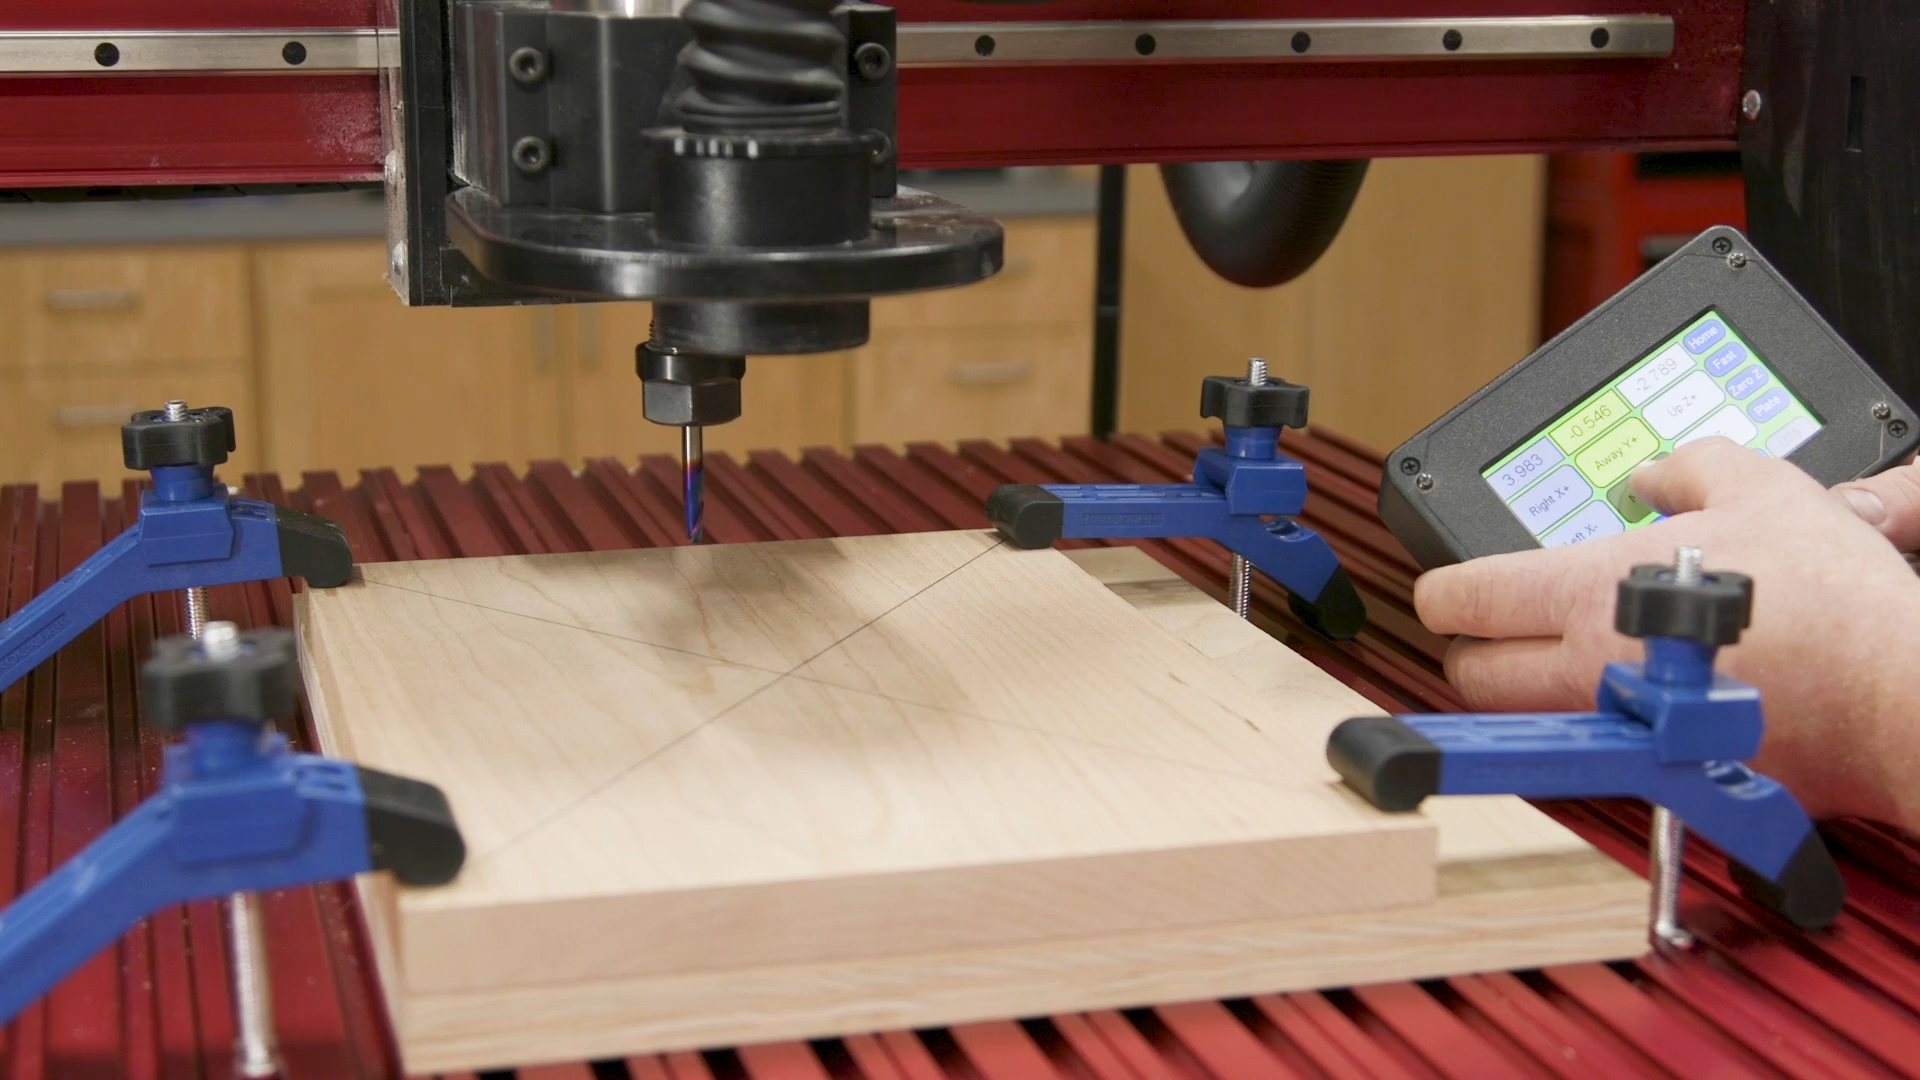 3.983 -0.546 -2.789 Home
Right X+ Away Y+ Up Z+ Fast
Zero Z
Plate
Left X-